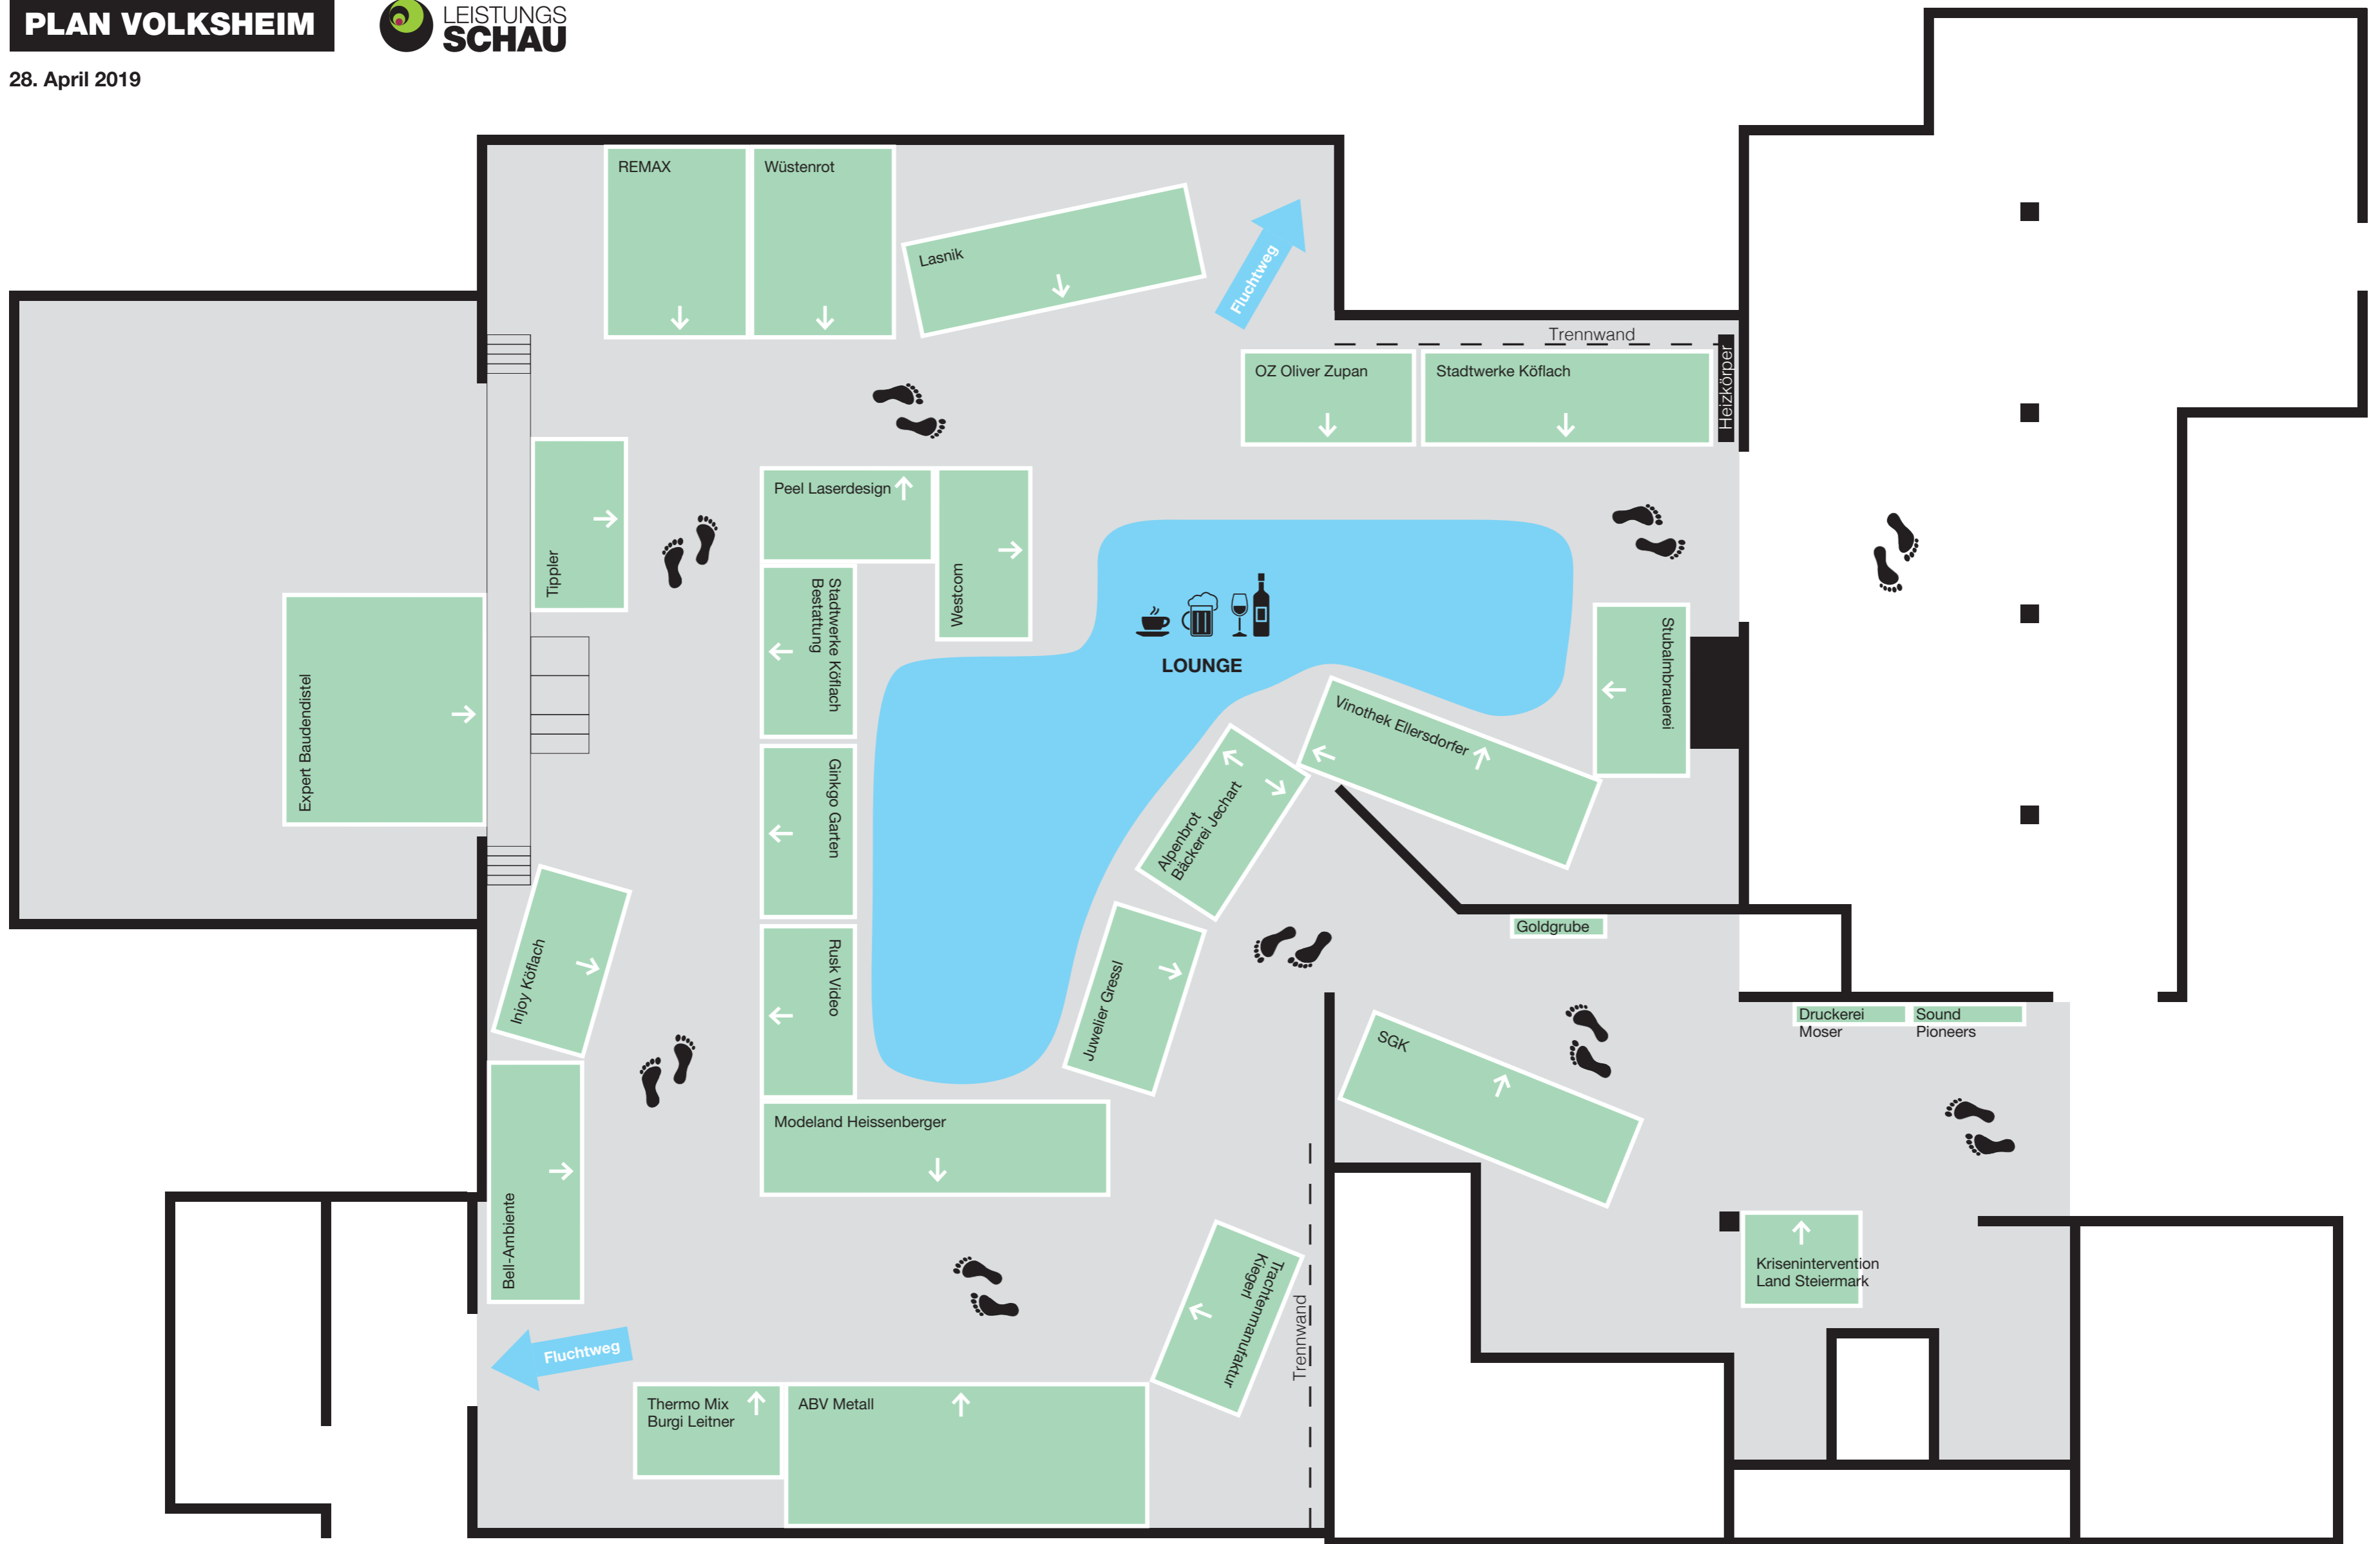 PLAN VOLKSHEIM
LEISTUNGS
SCHAU
28. April 2019
REMAX
Wüstenrot
Lasnik
Fluchtweg
Trennwand
OZ Oliver Zupan
Stadtwerke Köflach
Heizkörper
Tippler
Peel Laserdesign
Westcom
Stadtwerke Köflach
Bestattung
LOUNGE
Stubalmbrauerei
Expert Baudendistel
Vinothek Ellersdorfer
Ginkgo Garten
Alpenbrot
Bäckerei Jechart
Injoy Köflach
Rusk Video
Juwelier Gressl
Goldgrube
Druckerei
Moser
Sound
Pioneers
SGK
Modeland Heissenberger
Bell-Ambiente
Trachtenmanufaktur
Kiegerl
Trennwand
Krisenintervention
Land Steiermark
Fluchtweg
Thermo Mix
Burgi Leitner
ABV Metall